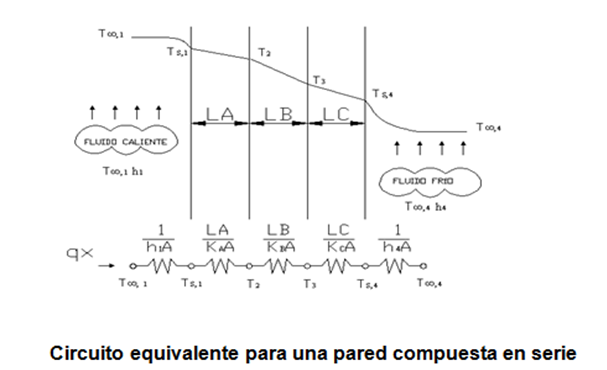 T∞,1
Ts,1
T2
T3
Ts,4
T∞,4
LA LB LC
FLUIDO CALIENTE
T∞,1 h1
FLUIDO FRIO
T∞,4 h4
qx
1/h1A LA/KAA LB/KBA LC/KCA 1/h4A
T∞,1 Ts,1 T2 T3 Ts,4 T∞,4
Circuito equivalente para una pared compuesta en serie